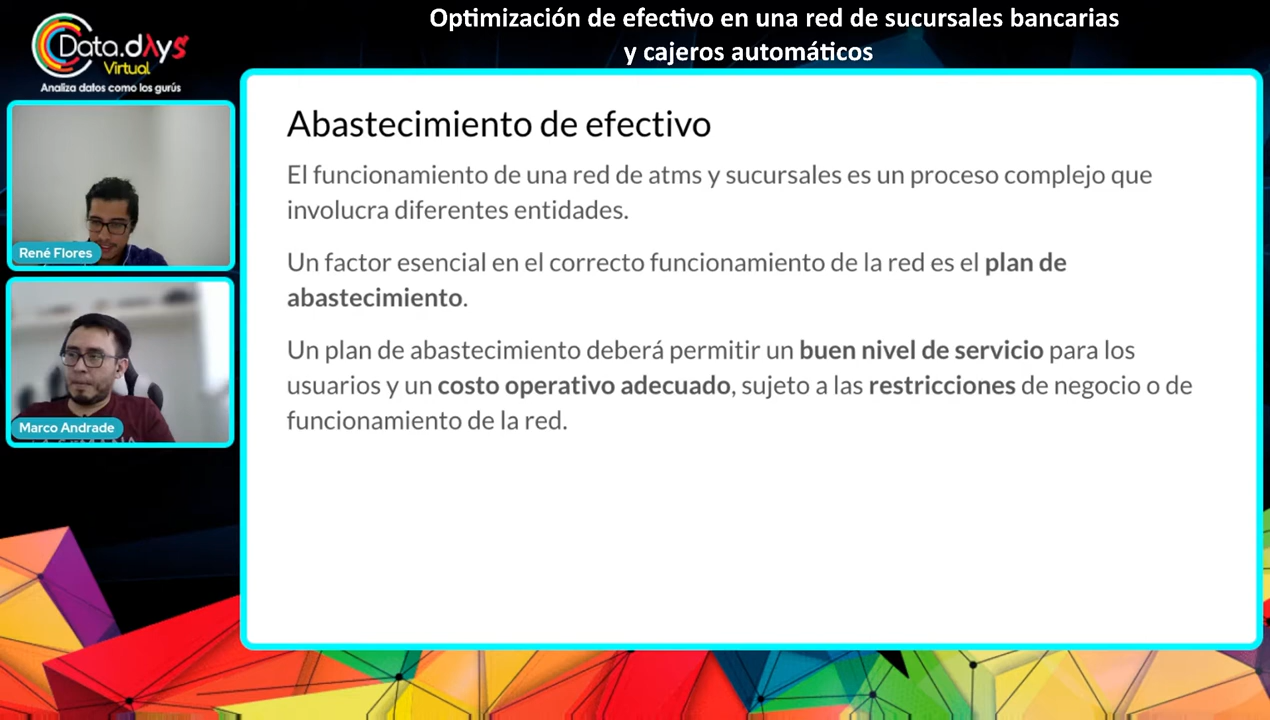 Optimización de efectivo en una red de sucursales bancarias
y cajeros automáticos
Data.dAys
Virtual
Analiza datos como los gurús
René Flores
Marco Andrade
Abastecimiento de efectivo
El funcionamiento de una red de atms y sucursales es un proceso complejo que
involucra diferentes entidades.
Un factor esencial en el correcto funcionamiento de la red es el plan de
abastecimiento.
Un plan de abastecimiento deberá permitir un buen nivel de servicio para los
usuarios y un costo operativo adecuado, sujeto a las restricciones de negocio o de
funcionamiento de la red.